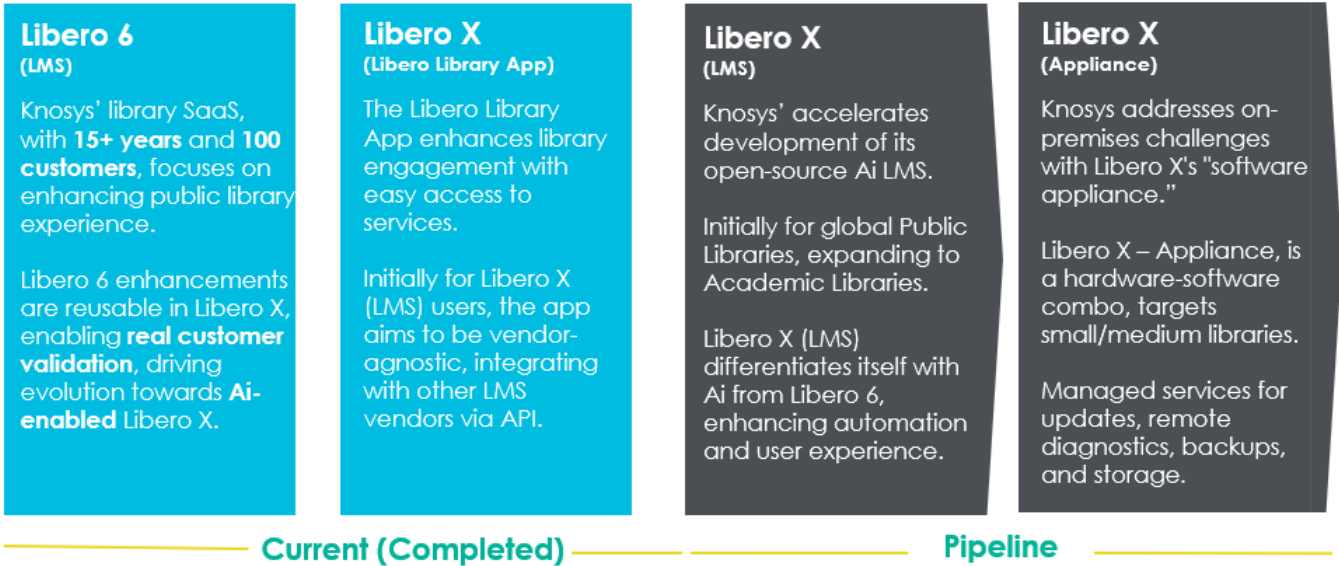 Libero 6
(LMS)
Knosys’ library SaaS,
with 15+ years and 100
customers, focuses on
enhancing public library
experience.
Libero 6 enhancements
are reusable in Libero X,
enabling real customer
validation, driving
evolution towards Ai-
enabled Libero X.
Libero X
(Libero Library App)
The Libero Library
App enhances library
engagement with
easy access to
services.
Initially for Libero X
(LMS) users, the app
aims to be vendor-
agnostic, integrating
with other LMS
vendors via API.
Libero X
(LMS)
Knosys’ accelerates
development of its
open-source Ai LMS.
Initially for global Public
Libraries, expanding to
Academic Libraries.
Libero X (LMS)
differentiates itself with
Ai from Libero 6,
enhancing automation
and user experience.
Libero X
(Appliance)
Knosys addresses on-
premises challenges
with Libero X's "software
appliance.”
Libero X – Appliance, is
a hardware-software
combo, targets
small/medium libraries.
Managed services for
updates, remote
diagnostics, backups,
and storage.
Current (Completed)
Pipeline